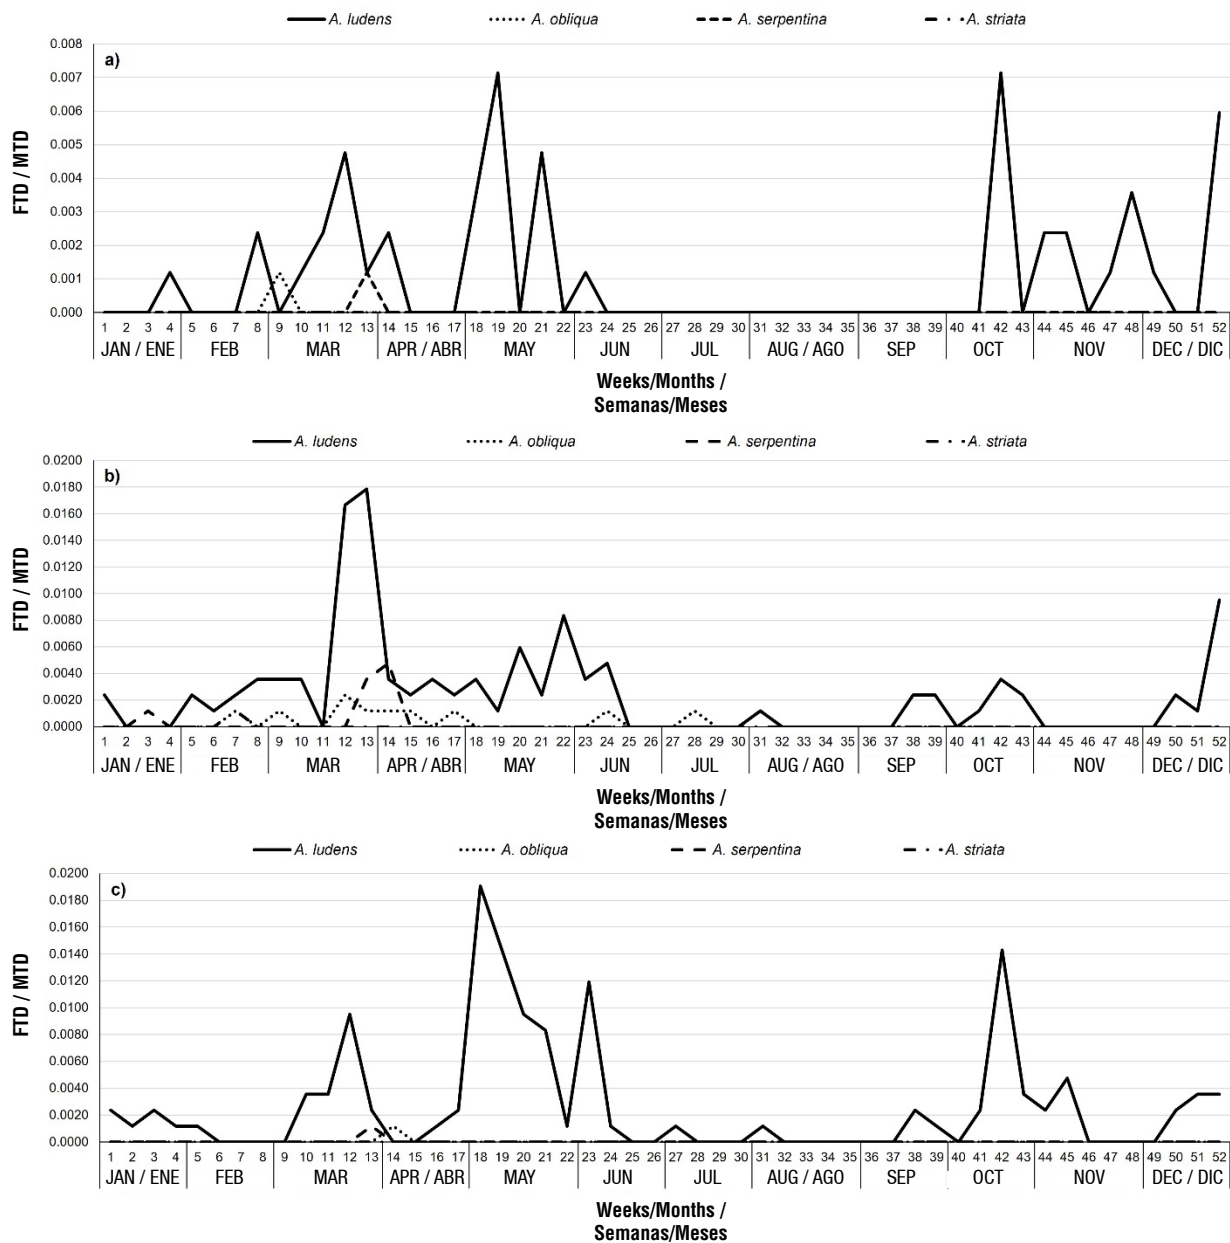 A. ludens A. obliqua A. serpentina A. striata
a)
FTD / MTD
0.008
0.007
0.006
0.005
0.004
0.003
0.002
0.001
0.000
1 2 3 4 5 6 7 8 9 10 11 12 13 14 15 16 17 18 19 20 21 22 23 24 25 26 27 28 29 30 31 32 33 34 35 36 37 38 39 40 41 42 43 44 45 46 47 48 49 50 51 52
JAN / ENE FEB MAR APR / ABR MAY JUN JUL AUG / AGO SEP OCT NOV DEC / DIC
Weeks/Months /
Semanas/Meses
A. ludens A. obliqua A. serpentina A. striata
b)
FTD / MTD
0.0200
0.0180
0.0160
0.0140
0.0120
0.0100
0.0080
0.0060
0.0040
0.0020
0.0000
1 2 3 4 5 6 7 8 9 10 11 12 13 14 15 16 17 18 19 20 21 22 23 24 25 26 27 28 29 30 31 32 33 34 35 36 37 38 39 40 41 42 43 44 45 46 47 48 49 50 51 52
JAN / ENE FEB MAR APR / ABR MAY JUN JUL AUG / AGO SEP OCT NOV DEC / DIC
Weeks/Months /
Semanas/Meses
A. ludens A. obliqua A. serpentina A. striata
c)
FTD / MTD
0.0200
0.0180
0.0160
0.0140
0.0120
0.0100
0.0080
0.0060
0.0040
0.0020
0.0000
1 2 3 4 5 6 7 8 9 10 11 12 13 14 15 16 17 18 19 20 21 22 23 24 25 26 27 28 29 30 31 32 33 34 35 36 37 38 39 40 41 42 43 44 45 46 47 48 49 50 51 52
JAN / ENE FEB MAR APR / ABR MAY JUN JUL AUG / AGO SEP OCT NOV DEC / DIC
Weeks/Months /
Semanas/Meses